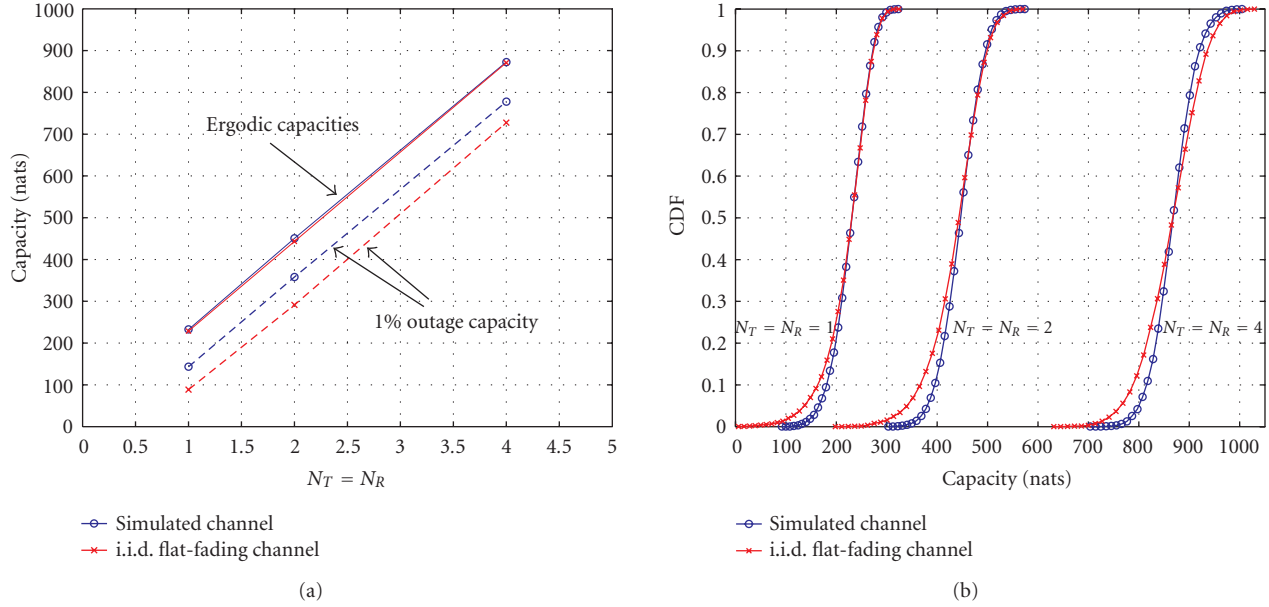 1000
900
800
700
600
500
400
300
200
100
0
Capacity (nats)
Ergodic capacities
1% outage capacity
0 0.5 1 1.5 2 2.5 3 3.5 4 4.5 5
N_T = N_R
Simulated channel
i.i.d. flat-fading channel
(a)
1
0.9
0.8
0.7
0.6
0.5
0.4
0.3
0.2
0.1
0
CDF
N_T = N_R = 1
N_T = N_R = 2
N_T = N_R = 4
0 100 200 300 400 500 600 700 800 900 1000
Capacity (nats)
Simulated channel
i.i.d. flat-fading channel
(b)